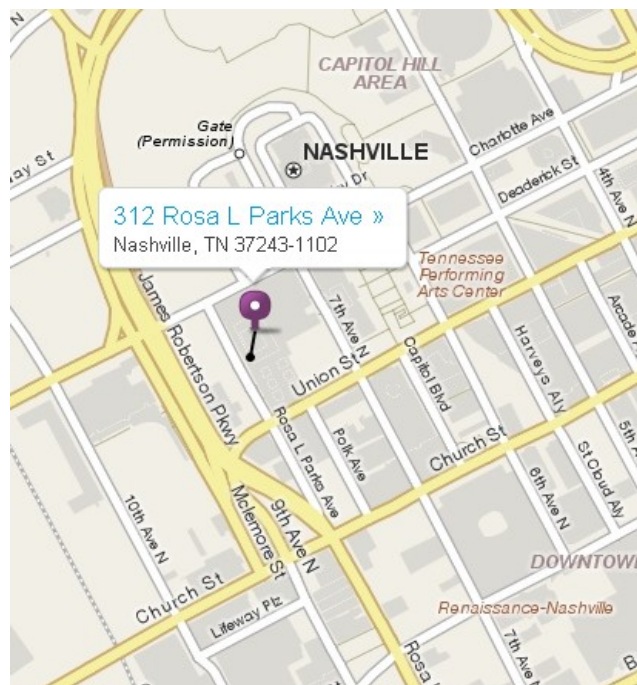 N
CAPITOL HILL
AREA
Gate
(Permission)
NASHVILLE
Charlotte Ave
Deaderick St
4th Ave N
312 Rosa L Parks Ave »
Nashville, TN 37243-1102
Tennessee
Performing
Arts Center
James Robertson Pkwy
7th Ave N
Union St
Capitol Blvd
Harveys Aly
Rosa L Parks Ave
Polk Ave
Church St
6th Ave N
St Cloud Aly
10th Ave N
Mclemore St
9th Ave N
DOWNTOWN
Church St
Lifeway Plz
Renaissance-Nashville
7th Ave N
Rosa